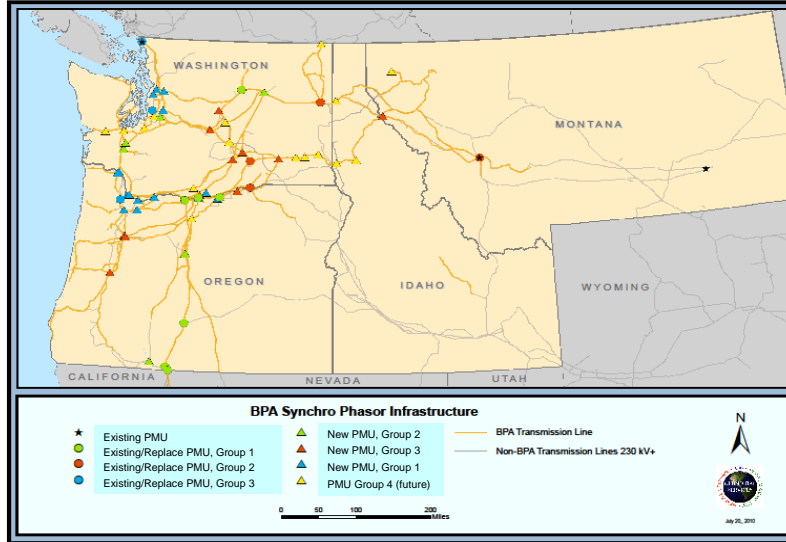 WASHINGTON
MONTANA
OREGON
IDAHO
WYOMING
CALIFORNIA
NEVADA
UTAH
BPA Synchro Phasor Infrastructure
Existing PMU
Existing/Replace PMU, Group 1
Existing/Replace PMU, Group 2
Existing/Replace PMU, Group 3
New PMU, Group 2
New PMU, Group 3
New PMU, Group 1
PMU Group 4 (future)
BPA Transmission Line
Non-BPA Transmission Lines 230 kV+
N
0 50 100 200
Miles